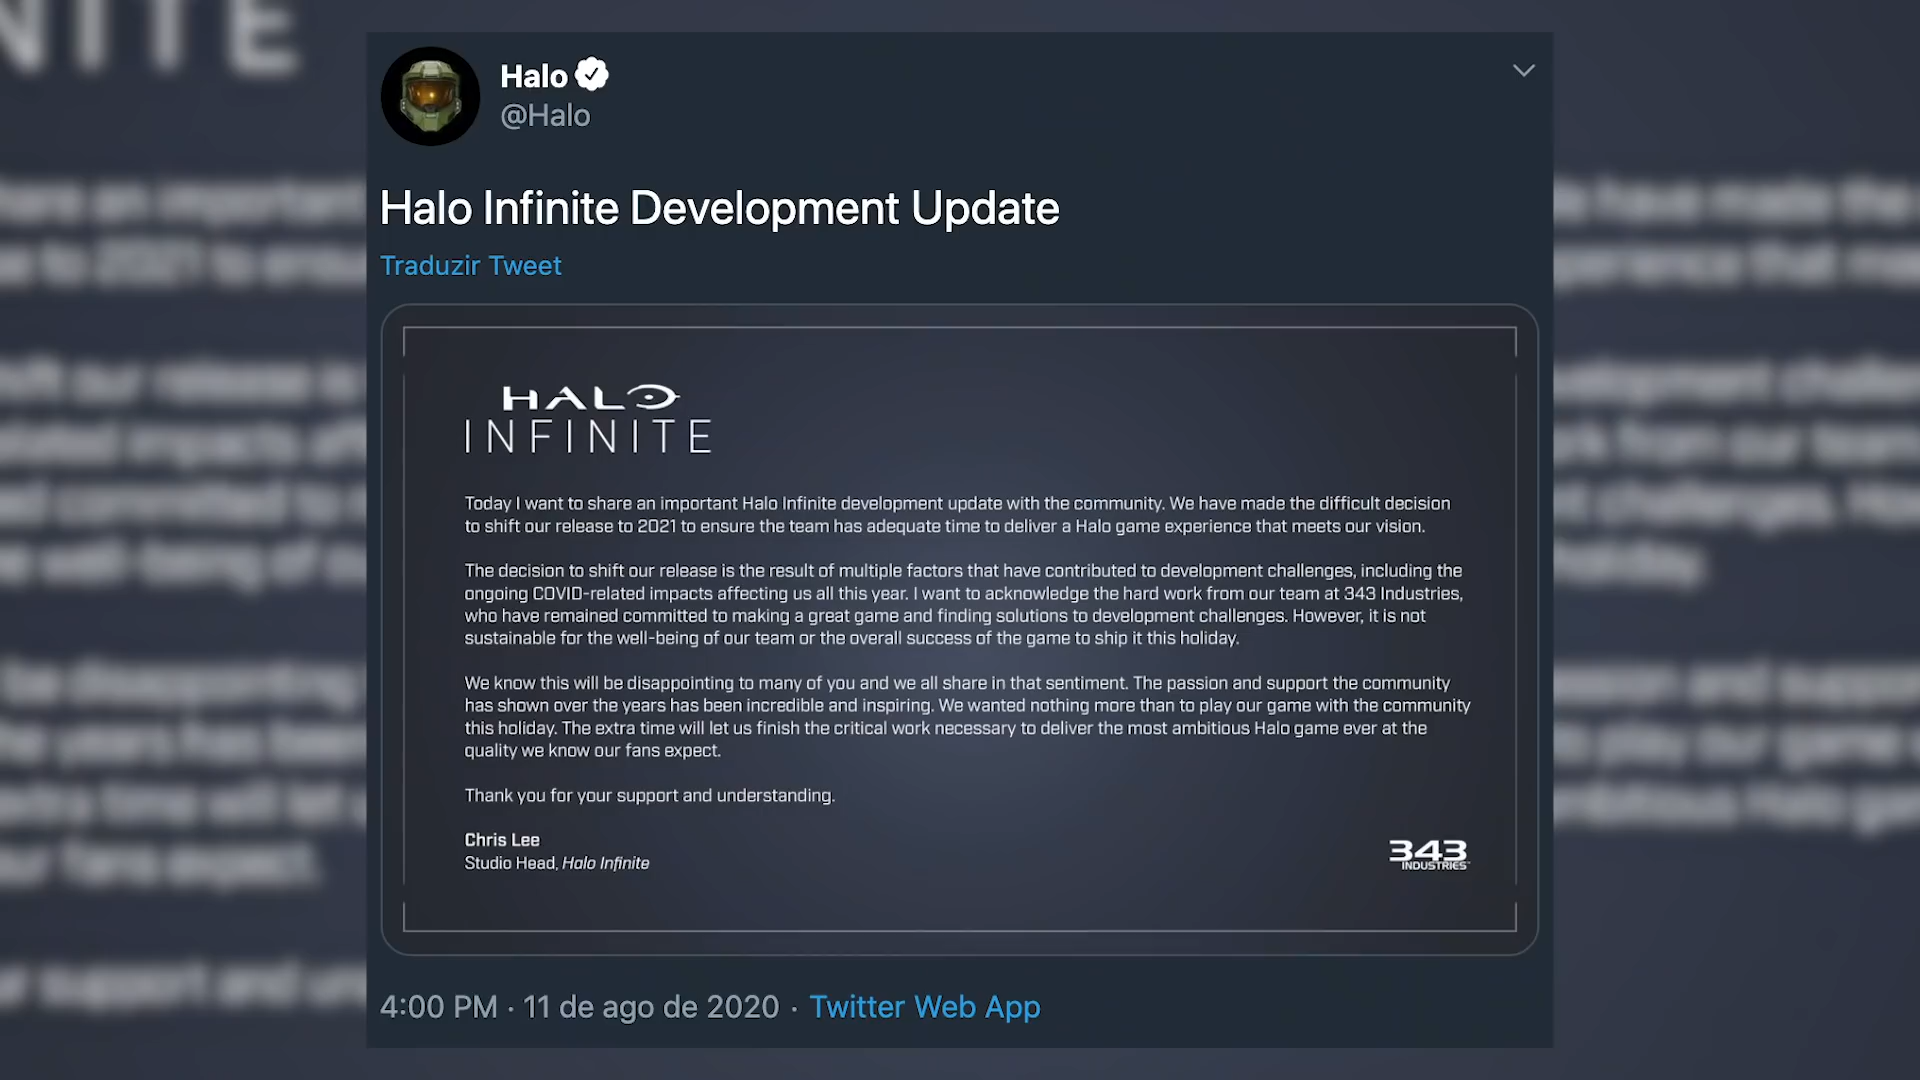 Halo
@Halo
Halo Infinite Development Update
Traduzir Tweet
HALO
INFINITE
Today I want to share an important Halo Infinite development update with the community. We have made the difficult decision
to shift our release to 2021 to ensure the team has adequate time to deliver a Halo game experience that meets our vision.
The decision to shift our release is the result of multiple factors that have contributed to development challenges, including the
ongoing COVID-related impacts affecting us all this year. I want to acknowledge the hard work from our team at 343 Industries,
who have remained committed to making a great game and finding solutions to development challenges. However, it is not
sustainable for the well-being of our team or the overall success of the game to ship it this holiday.
We know this will be disappointing to many of you and we all share in that sentiment. The passion and support the community
has shown over the years has been incredible and inspiring. We wanted nothing more than to play our game with the community
this holiday. The extra time will let us finish the critical work necessary to deliver the most ambitious Halo game ever at the
quality we know our fans expect.
Thank you for your support and understanding.
Chris Lee
Studio Head, Halo Infinite
343
INDUSTRIES
4:00 PM · 11 de ago de 2020 · Twitter Web App